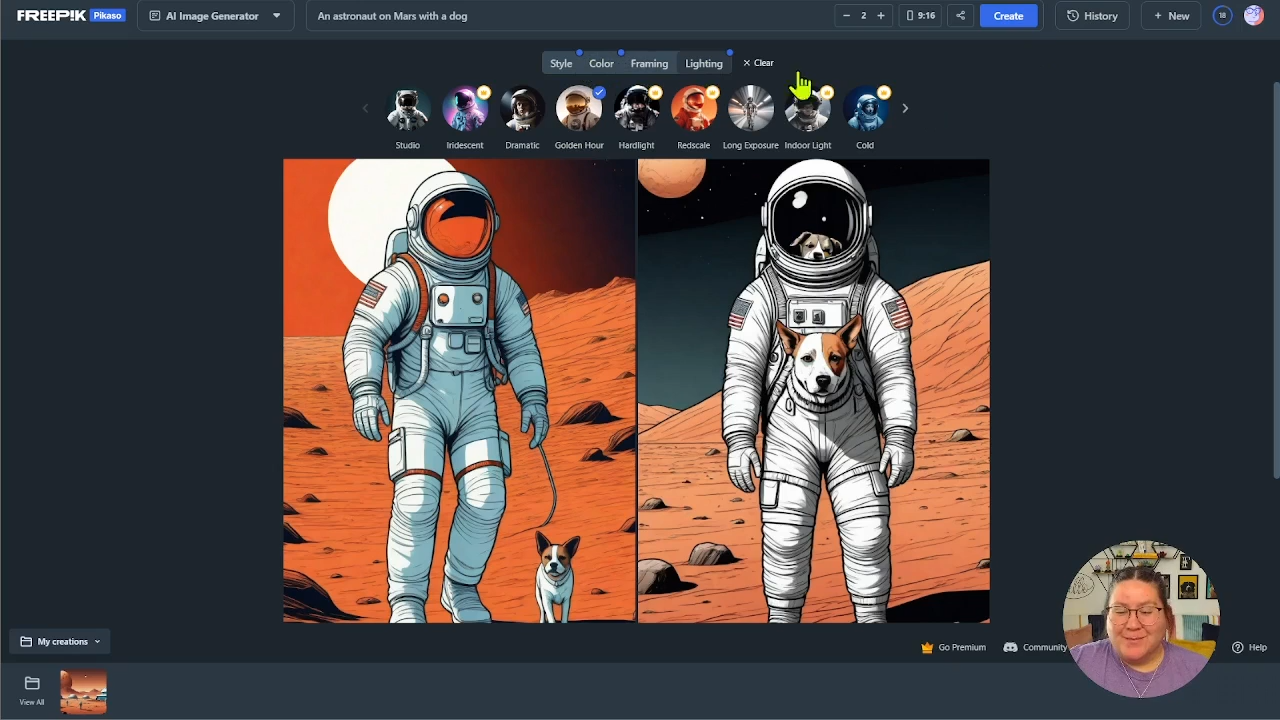 FREEPIK Pikaso
AI Image Generator
An astronaut on Mars with a dog
− 2 +
9:16
Create
History
+ New
18
Style Color Framing Lighting × Clear
Studio Iridescent Dramatic Golden Hour Hardlight Redscale Long Exposure Indoor Light Cold
My creations
Go Premium
Community
Help
View All